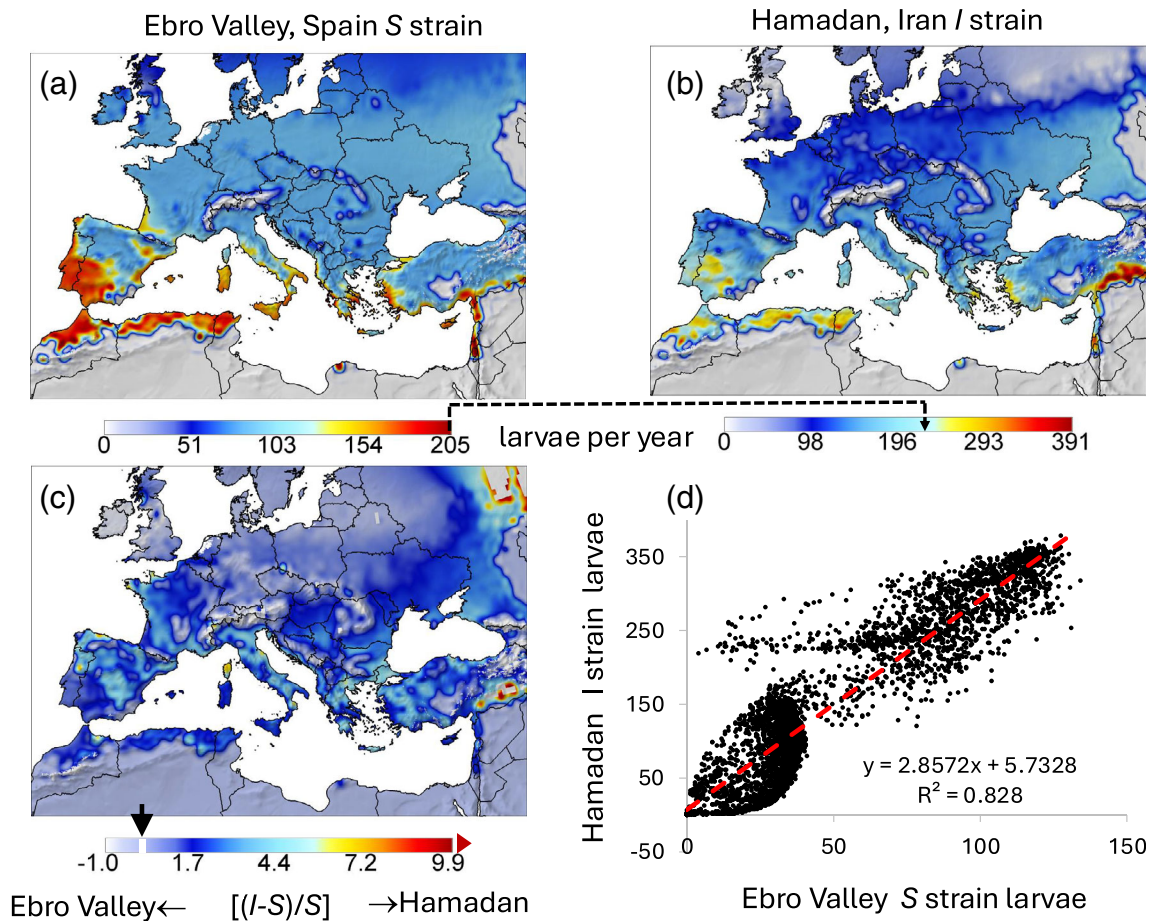 Ebro Valley, Spain S strain
Hamadan, Iran I strain
(a)
(b)
0 51 103 154 205
larvae per year
0 98 196 293 391
(c)
(d)
Hamadan I strain larvae
350
250
150
50
-50
0 50 100 150
y = 2.8572x + 5.7328
R² = 0.828
Ebro Valley S strain larvae
-1.0 1.7 4.4 7.2 9.9
Ebro Valley← [(I-S)/S] →Hamadan